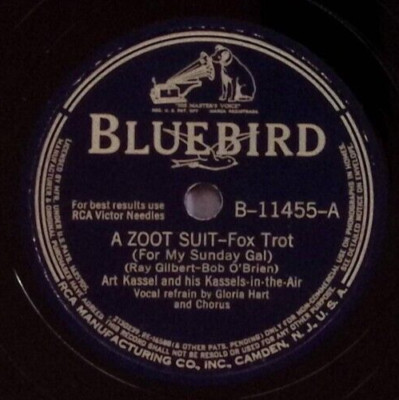 "HIS MASTER'S VOICE"
BLUEBIRD
For best results use
RCA Victor Needles
B-11455-A
A ZOOT SUIT-Fox Trot
(For My Sunday Gal)
(Ray Gilbert-Bob O'Brien)
Art Kassel and his Kassels-in-the-Air
Vocal refrain by Gloria Hart
and Chorus
RCA MANUFACTURING CO., INC., CAMDEN, N. J., U. S. A.